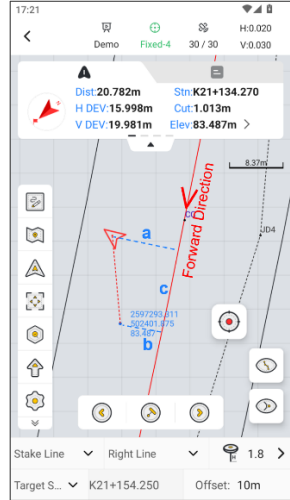 17:21
Demo
Fixed-4
30 / 30
H:0.020
V:0.030
Dist:20.782m
Stn:K21+134.270
H DEV:15.998m
Cut:1.013m
V DEV:19.981m
Elev:83.487m
8.37m
Forward Direction
JD4
a
c
2597293.311
502401.875
83.487
b
Stake Line
Right Line
1.8
Target S...
K21+154.250
Offset:
10m